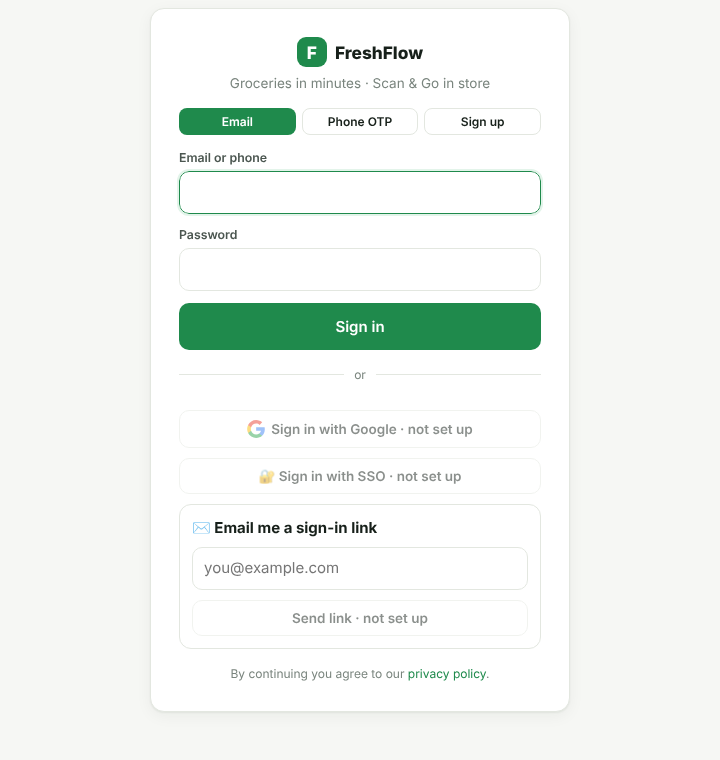 F FreshFlow
Groceries in minutes · Scan & Go in store
Email Phone OTP Sign up
Email or phone
Password
Sign in
or
Sign in with Google · not set up
🔐 Sign in with SSO · not set up
✉️ Email me a sign-in link
you@example.com
Send link · not set up
By continuing you agree to our privacy policy.